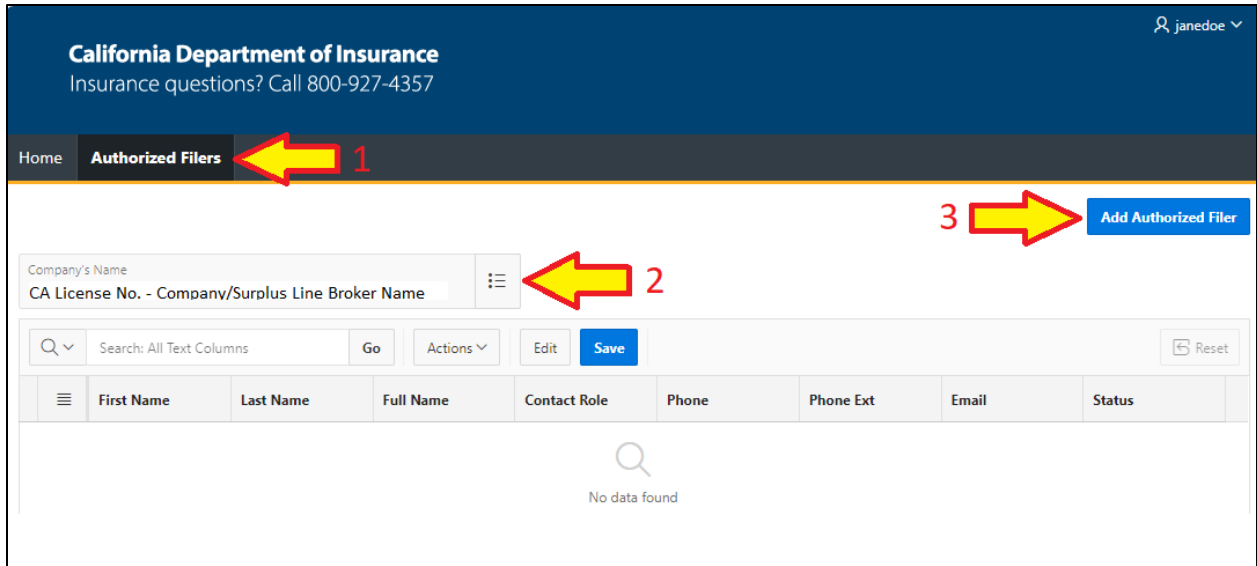 janedoe
California Department of Insurance
Insurance questions? Call 800-927-4357
Home Authorized Filers 1
3 Add Authorized Filer
Company's Name
CA License No. - Company/Surplus Line Broker Name 2
Search: All Text Columns Go Actions Edit Save Reset
First Name Last Name Full Name Contact Role Phone Phone Ext Email Status
No data found